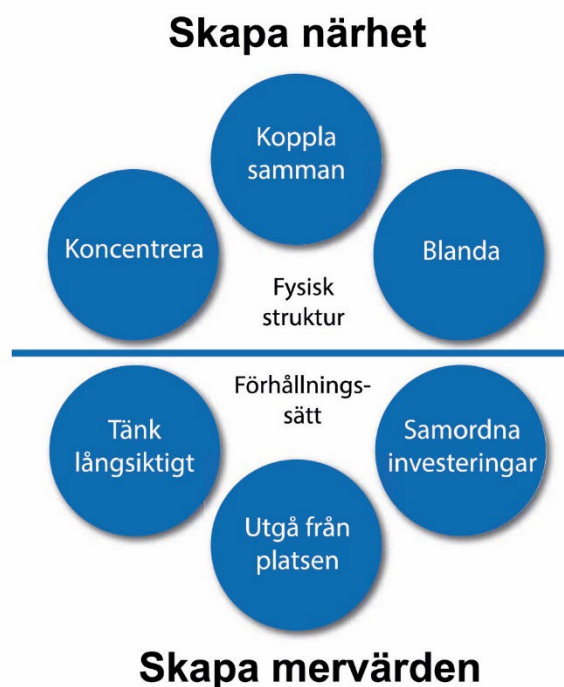 Skapa närhet
Koppla
samman
Koncentrera
Blanda
Fysisk
struktur
Förhållnings-
sätt
Tänk
långsiktigt
Samordna
investeringar
Utgå från
platsen
Skapa mervärden